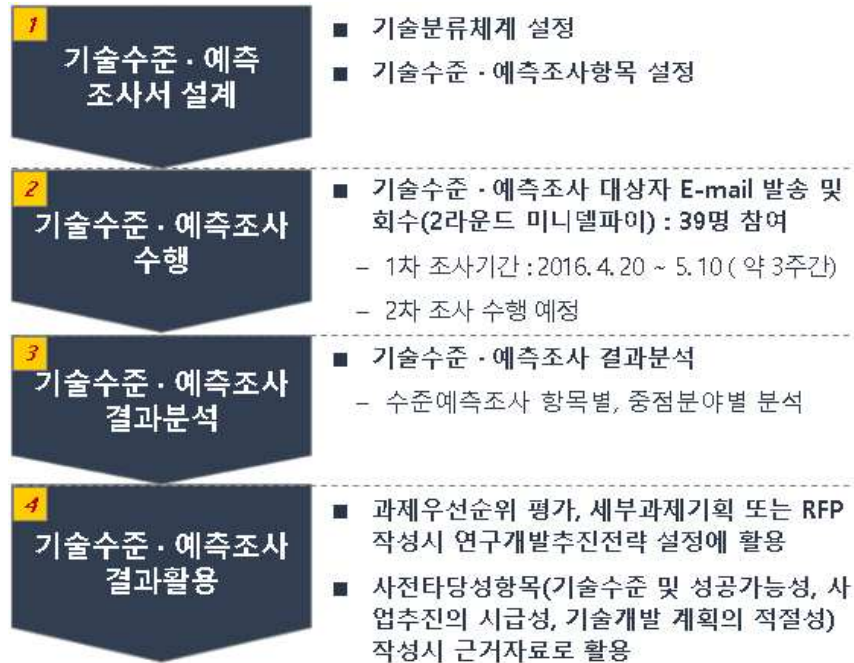 1
기술수준 · 예측
조사서 설계
■ 기술분류체계 설정
■ 기술수준 · 예측조사항목 설정
2
기술수준 · 예측조사
수행
■ 기술수준 · 예측조사 대상자 E-mail 발송 및
회수(2라운드 미니델파이) : 39명 참여
– 1차 조사기간 : 2016. 4. 20 ~ 5. 10 ( 약 3주간)
– 2차 조사 수행 예정
3
기술수준 · 예측조사
결과분석
■ 기술수준 · 예측조사 결과분석
– 수준예측조사 항목별, 중점분야별 분석
4
기술수준 · 예측조사
결과활용
■ 과제우선순위 평가, 세부과제기획 또는 RFP
작성시 연구개발추진전략 설정에 활용
■ 사전타당성항목(기술수준 및 성공가능성, 사
업추진의 시급성, 기술개발 계획의 적절성)
작성시 근거자료로 활용